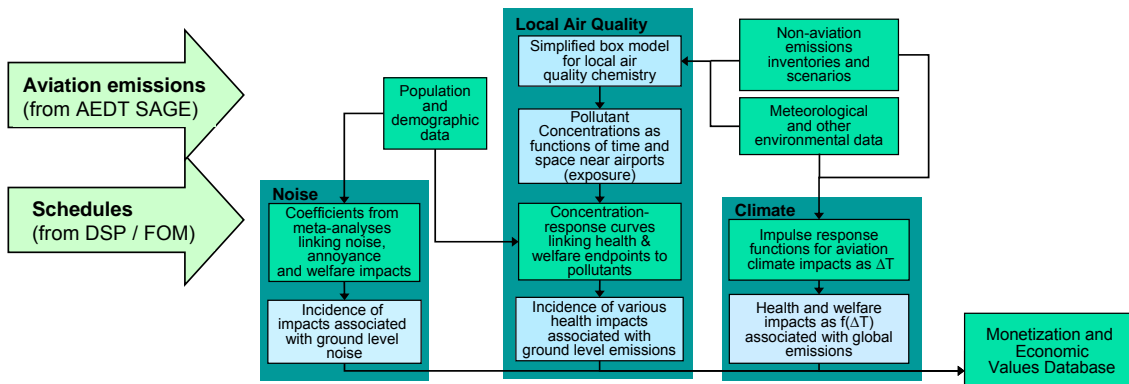 Aviation emissions
(from AEDT SAGE)
Schedules
(from DSP / FOM)
Population
and
demographic
data
Noise
Coefficients from
meta-analyses
linking noise,
annoyance
and welfare impacts
Incidence of
impacts associated
with ground level
noise
Local Air Quality
Simplified box model
for local air
quality chemistry
Pollutant
Concentrations as
functions of time and
space near airports
(exposure)
Concentration-
response curves
linking health &
welfare endpoints to
pollutants
Incidence of various
health impacts
associated with
ground level emissions
Non-aviation
emissions
inventories and
scenarios
Meteorological
and other
environmental data
Climate
Impulse response
functions for aviation
climate impacts as ΔT
Health and welfare
impacts as f(ΔT)
associated with global
emissions
Monetization and
Economic
Values Database